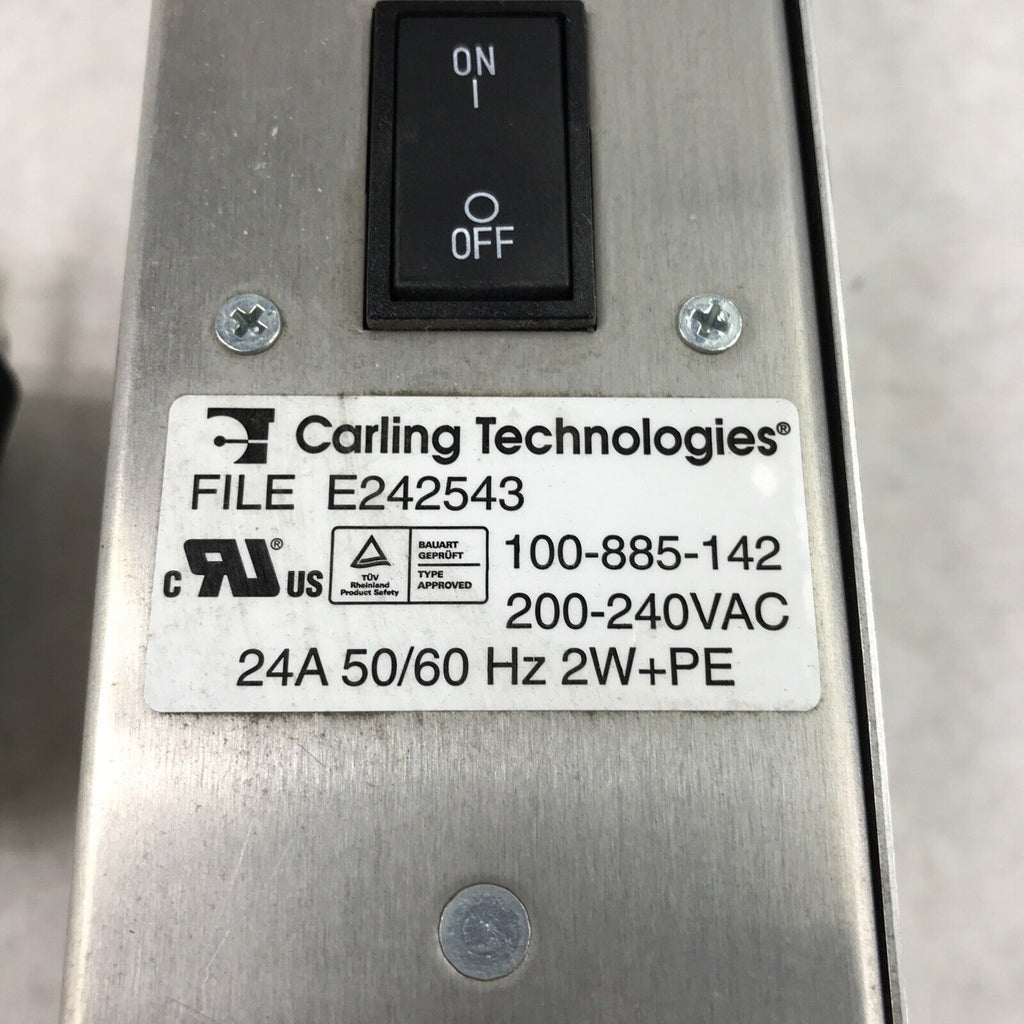 ON
I
O
OFF
Carling Technologies®
FILE E242543
C RU® US
TÜV
Rheinland
Product Safety
BAUART
GEPRÜFT
TYPE
APPROVED
100-885-142
200-240VAC
24A 50/60 Hz 2W+PE